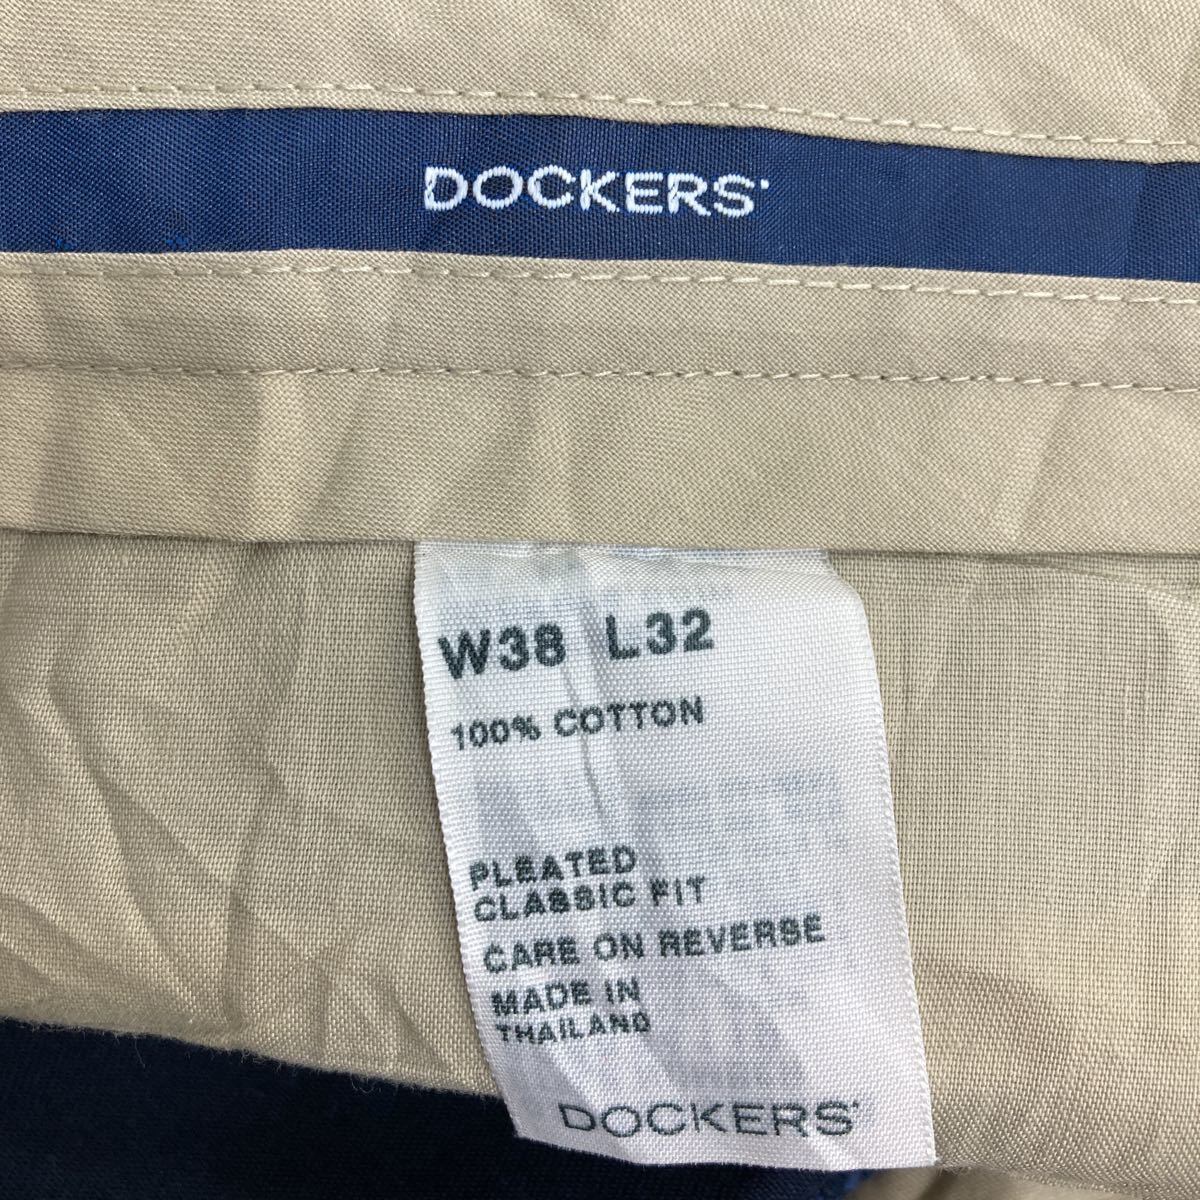 DOCKERS®
W38 L32
100% COTTON
PLEATED
CLASSIC FIT
CARE ON REVERSE
MADE IN
THAILAND
DOCKERS®